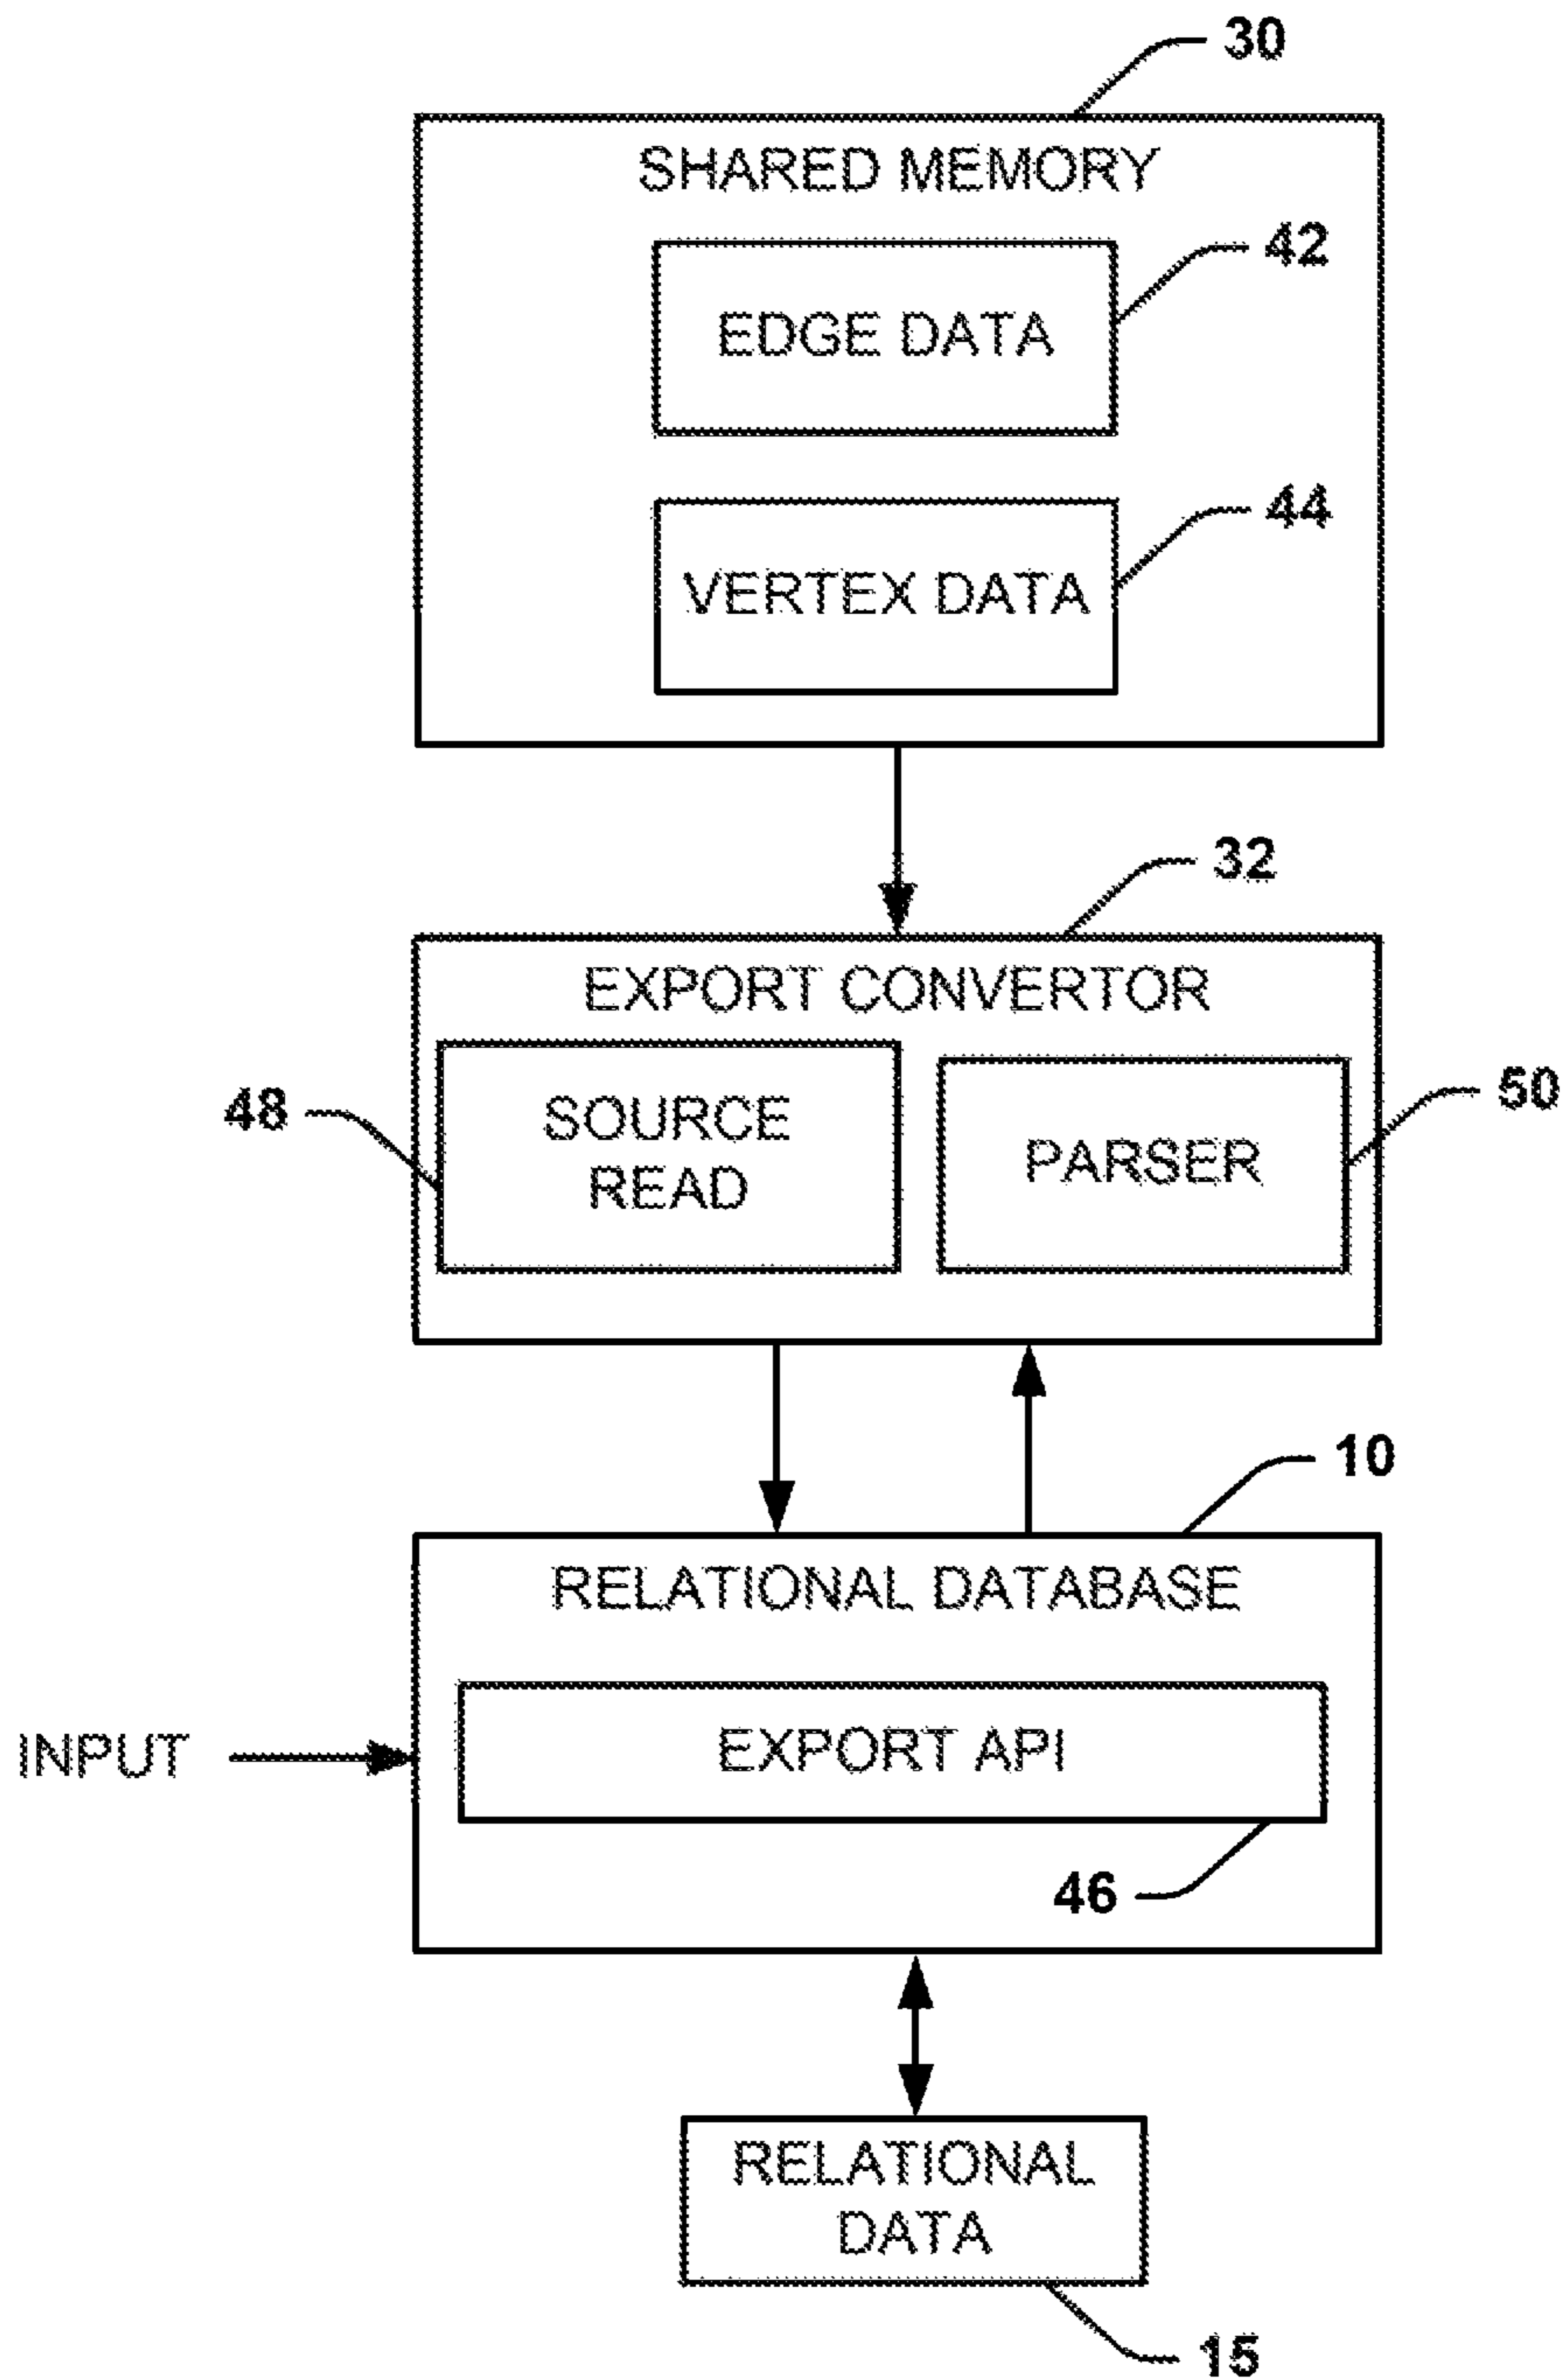 30
SHARED MEMORY
42
EDGE DATA
44
VERTEX DATA
32
EXPORT CONVERTOR
48
SOURCE
READ
50
PARSER
10
RELATIONAL DATABASE
INPUT
EXPORT API
46
RELATIONAL
DATA
15